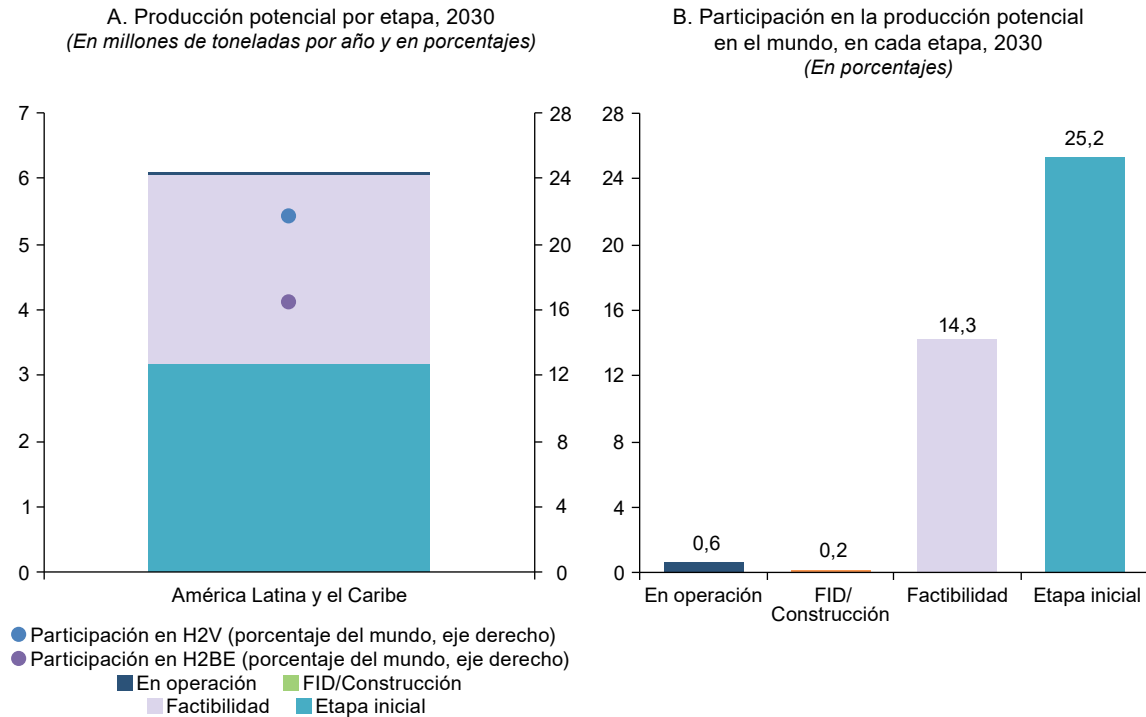 A. Producción potencial por etapa, 2030
(En millones de toneladas por año y en porcentajes)
7
6
5
4
3
2
1
0
28
24
20
16
12
8
4
0
América Latina y el Caribe
Participación en H2V (porcentaje del mundo, eje derecho)
Participación en H2BE (porcentaje del mundo, eje derecho)
En operación
FID/Construcción
Factibilidad
Etapa inicial
B. Participación en la producción potencial
en el mundo, en cada etapa, 2030
(En porcentajes)
28
24
20
16
12
8
4
0
0,6
0,2
14,3
25,2
En operación
FID/
Construcción
Factibilidad
Etapa inicial